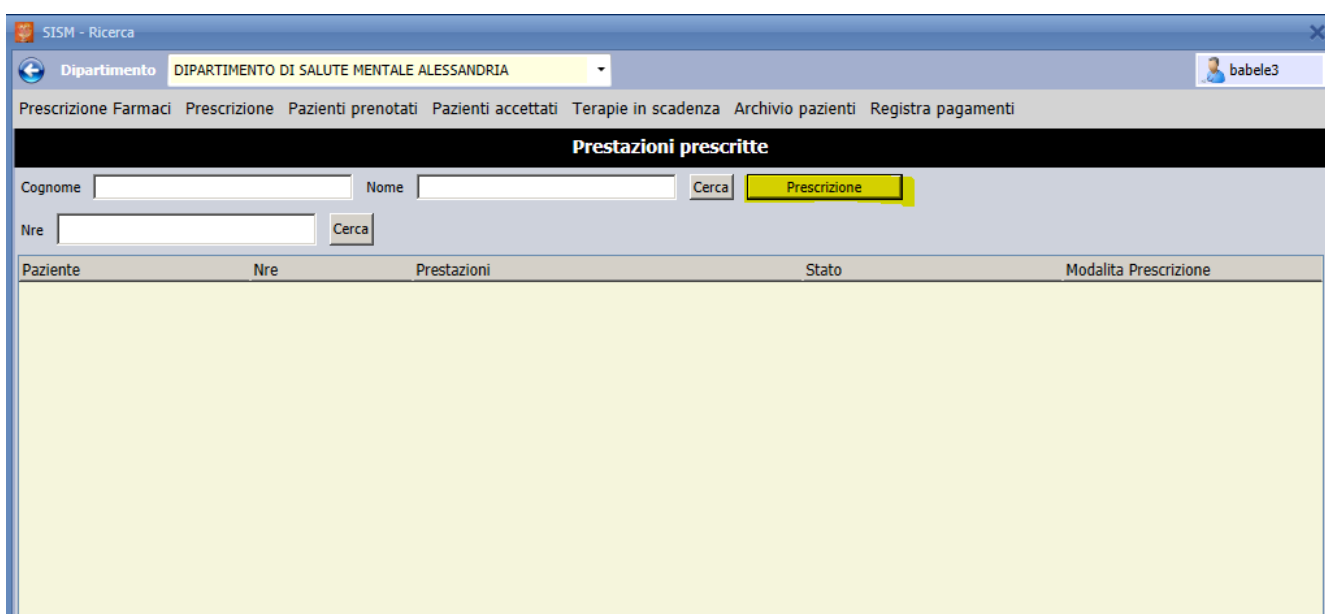 SISM - Ricerca
Dipartimento DIPARTIMENTO DI SALUTE MENTALE ALESSANDRIA babele3
Prescrizione Farmaci Prescrizione Pazienti prenotati Pazienti accettati Terapie in scadenza Archivio pazienti Registra pagamenti
Prestazioni prescritte
Cognome Nome Cerca Prescrizione
Nre Cerca
Paziente Nre Prestazioni Stato Modalita Prescrizione